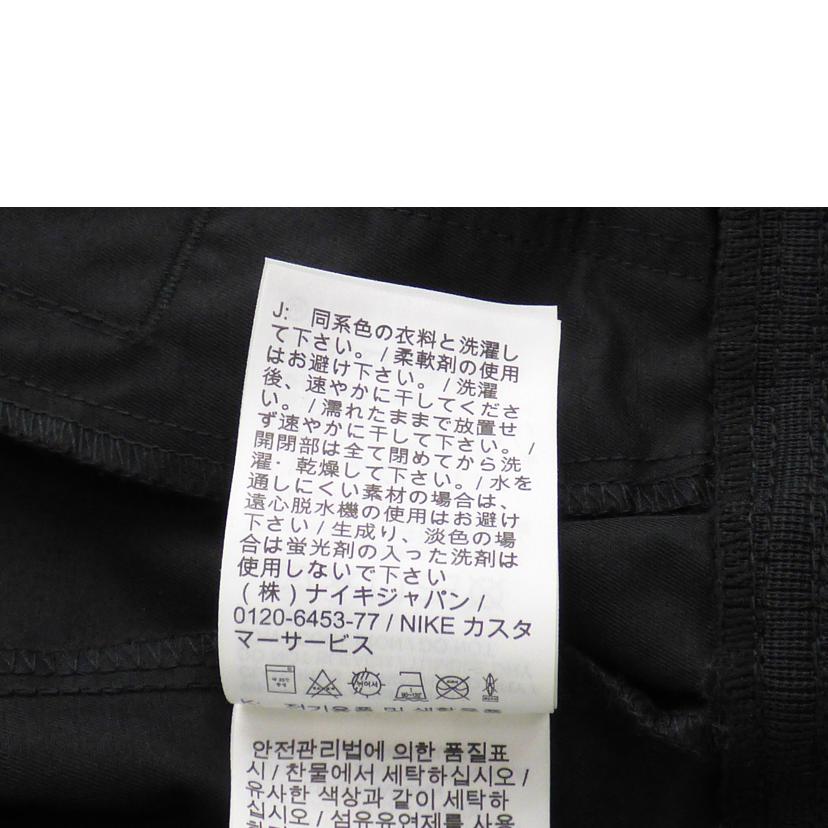 J: 同系色の衣料と洗濯し
て下さい。 / 柔軟剤の使用
はお避け下さい。 / 洗濯
後、速やかに干してくださ
い。 / 濡れたままで放置せ
ず速やかに干して下さい。 /
開閉部は全て閉めてから洗
濯・乾燥して下さい。 / 水を
通しにくい素材の場合は、
遠心脱水機の使用はお避け
下さい / 生成り、淡色の場
合は蛍光剤の入った洗剤は
使用しないで下さい
(株) ナイキジャパン /
0120-6453-77 / NIKE カスタ
マーサービス
K: 전기용품 및 생활용품
안전관리법에 의한 품질표
시 / 찬물에서 세탁하십시오 /
유사한 색상과 같이 세탁하
십시오 / 섬유유연제를 사용